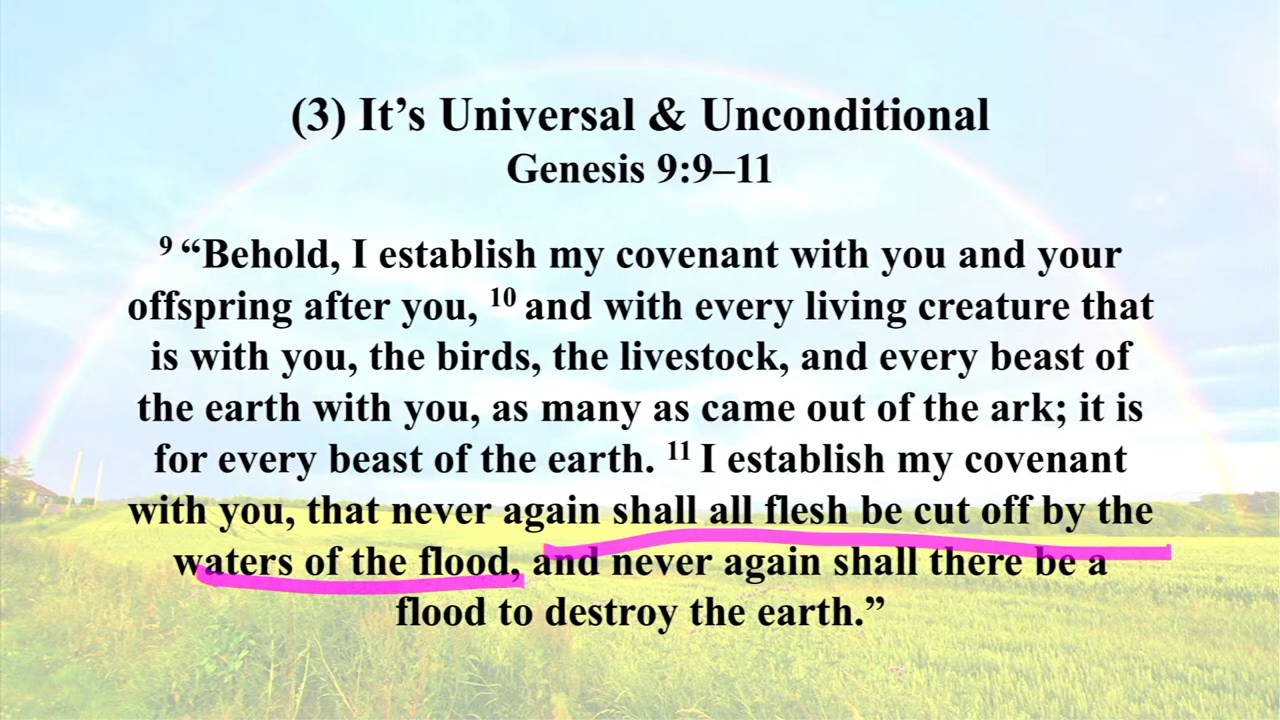 (3) It’s Universal & Unconditional
Genesis 9:9–11
9 “Behold, I establish my covenant with you and your
offspring after you, 10 and with every living creature that
is with you, the birds, the livestock, and every beast of
the earth with you, as many as came out of the ark; it is
for every beast of the earth. 11 I establish my covenant
with you, that never again shall all flesh be cut off by the
waters of the flood, and never again shall there be a
flood to destroy the earth.”